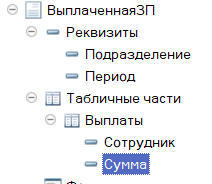 ВыплаченнаяЗП
Реквизиты
Подразделение
Период
Табличные части
Выплаты
Сотрудник
Сумма